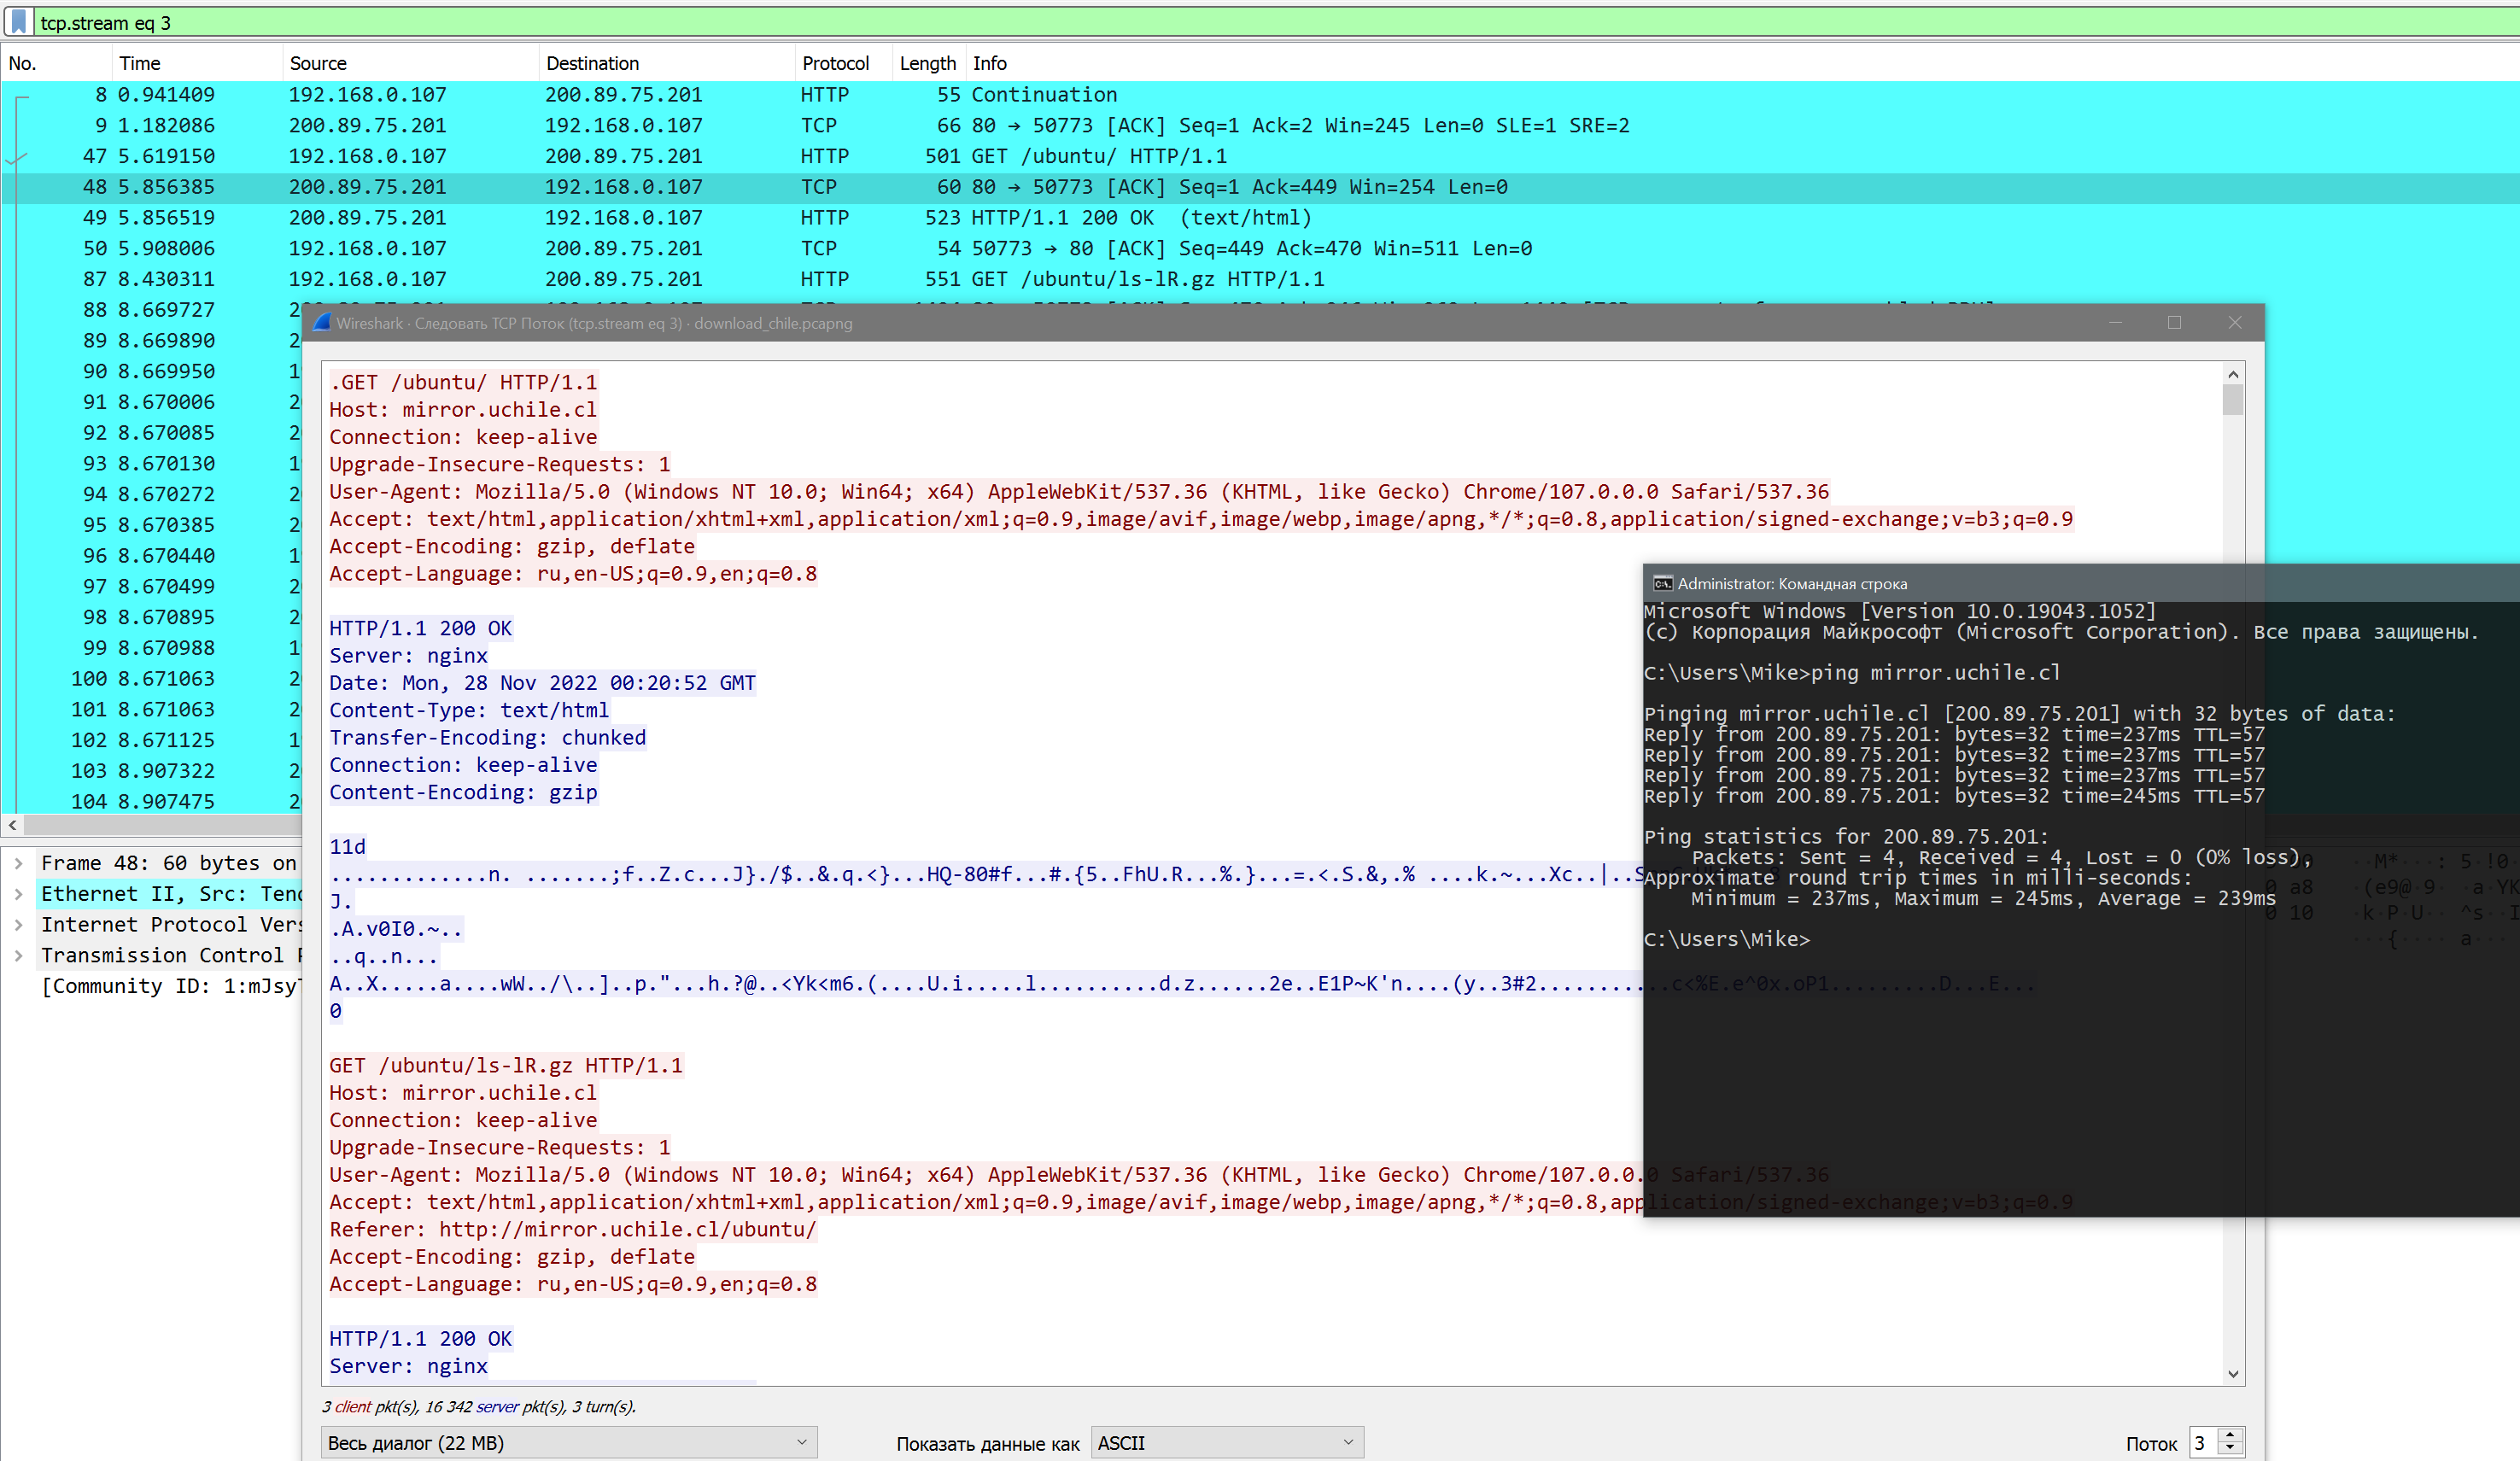 tcp.stream eq 3
No. Time Source Destination Protocol Length Info
8 0.941409 192.168.0.107 200.89.75.201 HTTP 55 Continuation
9 1.182086 200.89.75.201 192.168.0.107 TCP 66 80 → 50773 [ACK] Seq=1 Ack=2 Win=245 Len=0 SLE=1 SRE=2
47 5.619150 192.168.0.107 200.89.75.201 HTTP 501 GET /ubuntu/ HTTP/1.1
48 5.856385 200.89.75.201 192.168.0.107 TCP 60 80 → 50773 [ACK] Seq=1 Ack=449 Win=254 Len=0
49 5.856519 200.89.75.201 192.168.0.107 HTTP 523 HTTP/1.1 200 OK  (text/html)
50 5.908006 192.168.0.107 200.89.75.201 TCP 54 50773 → 80 [ACK] Seq=449 Ack=470 Win=511 Len=0
87 8.430311 192.168.0.107 200.89.75.201 HTTP 551 GET /ubuntu/ls-lR.gz HTTP/1.1
88 8.669727
89 8.669890
90 8.669950
91 8.670006
92 8.670085
93 8.670130
94 8.670272
95 8.670385
96 8.670440
97 8.670499
98 8.670895
99 8.670988
100 8.671063
101 8.671063
102 8.671125
103 8.907322
104 8.907475
Frame 48: 60 bytes on
Ethernet II, Src: Tend
Internet Protocol Vers
Transmission Control
[Community ID: 1:mJsy
Wireshark · Следовать TCP Поток (tcp.stream eq 3) · download_chile.pcapng
.GET /ubuntu/ HTTP/1.1
Host: mirror.uchile.cl
Connection: keep-alive
Upgrade-Insecure-Requests: 1
User-Agent: Mozilla/5.0 (Windows NT 10.0; Win64; x64) AppleWebKit/537.36 (KHTML, like Gecko) Chrome/107.0.0.0 Safari/537.36
Accept: text/html,application/xhtml+xml,application/xml;q=0.9,image/avif,image/webp,image/apng,*/*;q=0.8,application/signed-exchange;v=b3;q=0.9
Accept-Encoding: gzip, deflate
Accept-Language: ru,en-US;q=0.9,en;q=0.8
HTTP/1.1 200 OK
Server: nginx
Date: Mon, 28 Nov 2022 00:20:52 GMT
Content-Type: text/html
Transfer-Encoding: chunked
Connection: keep-alive
Content-Encoding: gzip
11d
.............n. .......;f..Z.c...J}./$..&.q.<}...HQ-80#f...#.{5..FhU.R...%.}...=.<.S.&,.% ....k.~...Xc..|..S
J.
.A.v0I0.~..
..q..n...
A..X.....a....wW../\..]..p."...h.?@..<Yk<m6.(....U.i.....l..........d.z......2e..E1P~K'n....(y..3#2...........c<%E.e^0x.oP1.........D...E...
0
GET /ubuntu/ls-lR.gz HTTP/1.1
Host: mirror.uchile.cl
Connection: keep-alive
Upgrade-Insecure-Requests: 1
User-Agent: Mozilla/5.0 (Windows NT 10.0; Win64; x64) AppleWebKit/537.36 (KHTML, like Gecko) Chrome/107.0.0.0 Safari/537.36
Accept: text/html,application/xhtml+xml,application/xml;q=0.9,image/avif,image/webp,image/apng,*/*;q=0.8,application/signed-exchange;v=b3;q=0.9
Referer: http://mirror.uchile.cl/ubuntu/
Accept-Encoding: gzip, deflate
Accept-Language: ru,en-US;q=0.9,en;q=0.8
HTTP/1.1 200 OK
Server: nginx
3 client pkt(s), 16 342 server pkt(s), 3 turn(s).
Весь диалог (22 MB)
Показать данные как ASCII
Поток 3
Administrator: Командная строка
Microsoft Windows [Version 10.0.19043.1052]
(c) Корпорация Майкрософт (Microsoft Corporation). Все права защищены.
C:\Users\Mike>ping mirror.uchile.cl
Pinging mirror.uchile.cl [200.89.75.201] with 32 bytes of data:
Reply from 200.89.75.201: bytes=32 time=237ms TTL=57
Reply from 200.89.75.201: bytes=32 time=237ms TTL=57
Reply from 200.89.75.201: bytes=32 time=237ms TTL=57
Reply from 200.89.75.201: bytes=32 time=245ms TTL=57
Ping statistics for 200.89.75.201:
Packets: Sent = 4, Received = 4, Lost = 0 (0% loss),
Approximate round trip times in milli-seconds:
Minimum = 237ms, Maximum = 245ms, Average = 239ms
C:\Users\Mike>